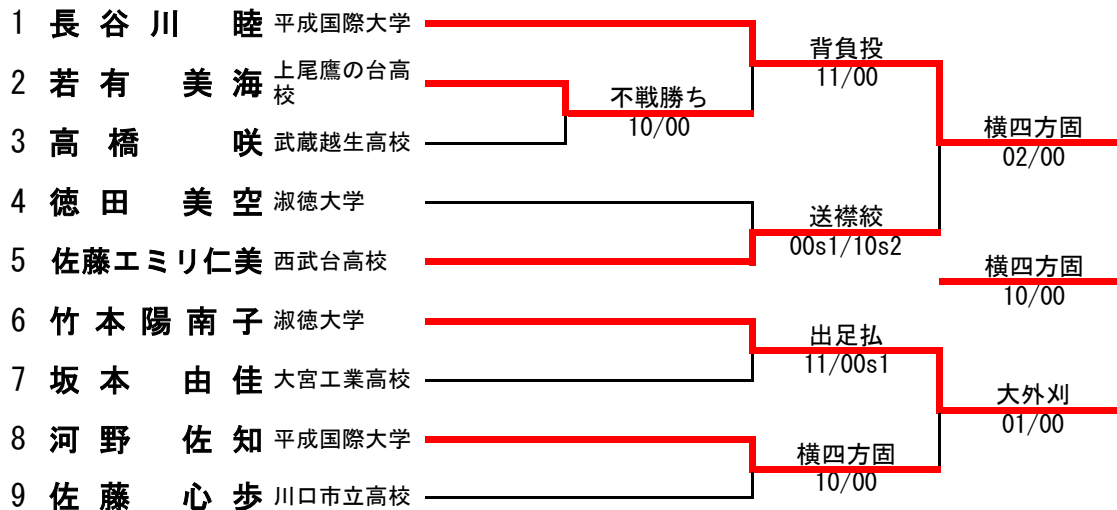 1 長谷川 睦 平成国際大学
2 若有 美海 上尾鷹の台高
校
3 高橋 咲 武蔵越生高校
4 徳田 美空 淑徳大学
5 佐藤エミリ仁美 西武台高校
6 竹本陽南子 淑徳大学
7 坂本 由佳 大宮工業高校
8 河野 佐知 平成国際大学
9 佐藤 心歩 川口市立高校
不戦勝ち
10/00
背負投
11/00
送襟絞
00s1/10s2
出足払
11/00s1
横四方固
10/00
横四方固
02/00
横四方固
10/00
大外刈
01/00